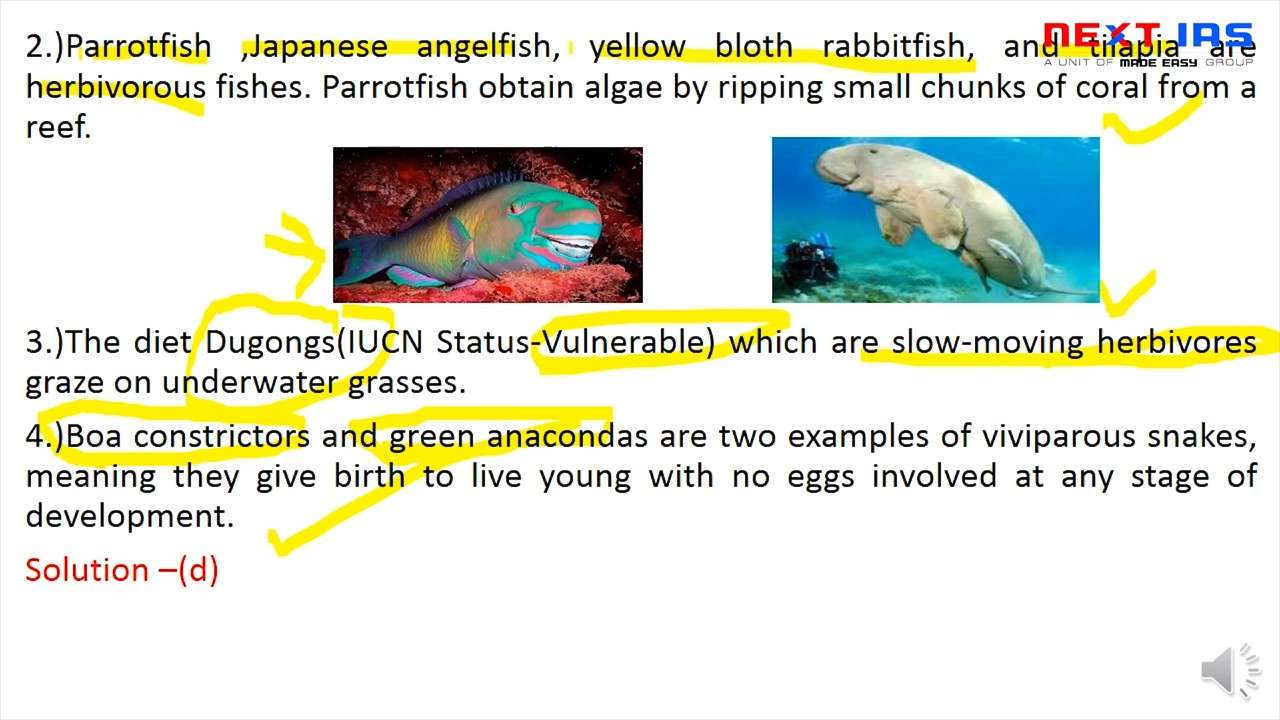 2.)Parrotfish ,Japanese angelfish, yellow bloth rabbitfish, and tilapia are
herbivorous fishes. Parrotfish obtain algae by ripping small chunks of coral from a
reef.
3.)The diet Dugongs(IUCN Status-Vulnerable) which are slow-moving herbivores
graze on underwater grasses.
4.)Boa constrictors and green anacondas are two examples of viviparous snakes,
meaning they give birth to live young with no eggs involved at any stage of
development.
Solution –(d)
NEXT IAS
A UNIT OF MADE EASY GROUP